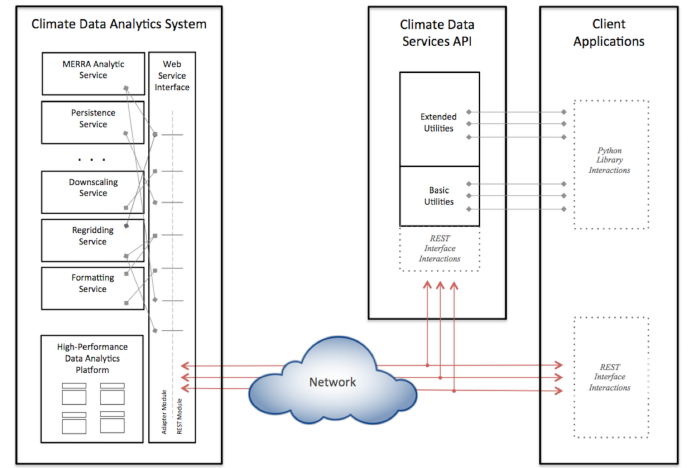 Climate Data Analytics System
MERRA Analytic
Service
Persistence
Service
. . .
Downscaling
Service
Regridding
Service
Formatting
Service
High-Performance
Data Analytics
Platform
Web
Service
Interface
Adapter Module
REST Module
Network
Climate Data
Services API
Extended
Utilities
Basic
Utilities
REST
Interface
Interactions
Client
Applications
Python
Library
Interactions
REST
Interface
Interactions